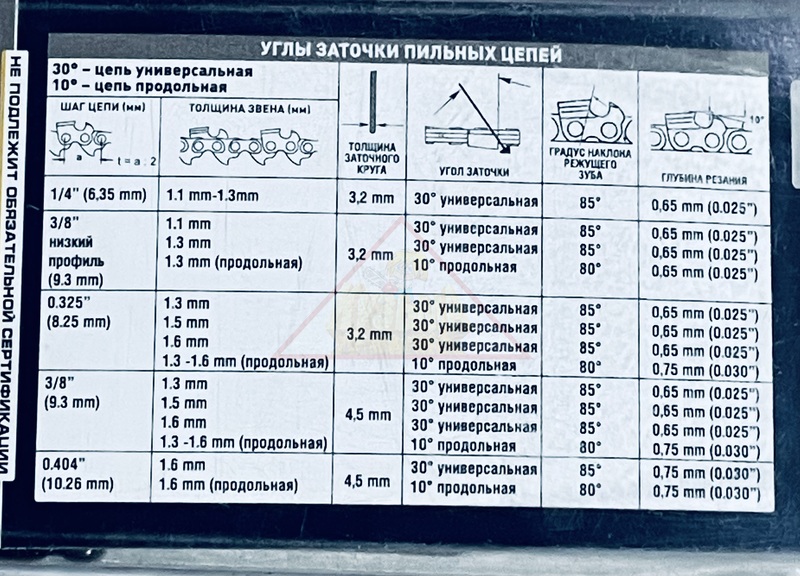 НЕ ПОДЛЕЖИТ ОБЯЗАТЕЛЬНОЙ СЕРТИФИКАЦИИ
УГЛЫ ЗАТОЧКИ ПИЛЬНЫХ ЦЕПЕЙ
30° – цепь универсальная
10° – цепь продольная
ШАГ ЦЕПИ (мм) ТОЛЩИНА ЗВЕНА (мм) ТОЛЩИНА ЗАТОЧНОГО КРУГА УГОЛ ЗАТОЧКИ ГРАДУС НАКЛОНА РЕЖУЩЕГО ЗУБА ГЛУБИНА РЕЗАНИЯ
a t = a : 2 10°
1/4" (6,35 mm) 1.1 mm-1.3mm 3,2 mm 30° универсальная 85° 0,65 mm (0.025")
3/8" 1.1 mm 30° универсальная 85° 0,65 mm (0.025")
низкий 1.3 mm 3,2 mm 30° универсальная 85° 0,65 mm (0.025")
профиль 1.3 mm (продольная) 10° продольная 80° 0,65 mm (0.025")
(9.3 mm)
0.325" 1.3 mm 30° универсальная 85° 0,65 mm (0.025")
(8.25 mm) 1.5 mm 3,2 mm 30° универсальная 85° 0,65 mm (0.025")
1.6 mm 30° универсальная 85° 0,65 mm (0.025")
1.3 -1.6 mm (продольная) 10° продольная 80° 0,75 mm (0.030")
3/8" 1.3 mm 30° универсальная 85° 0,65 mm (0.025")
(9.3 mm) 1.5 mm 4,5 mm 30° универсальная 85° 0,65 mm (0.025")
1.6 mm 30° универсальная 85° 0,65 mm (0.025")
1.3 -1.6 mm (продольная) 10° продольная 80° 0,75 mm (0.030")
0.404" 1.6 mm 4,5 mm 30° универсальная 85° 0,75 mm (0.030")
(10.26 mm) 1.6 mm (продольная) 10° продольная 80° 0,75 mm (0.030")